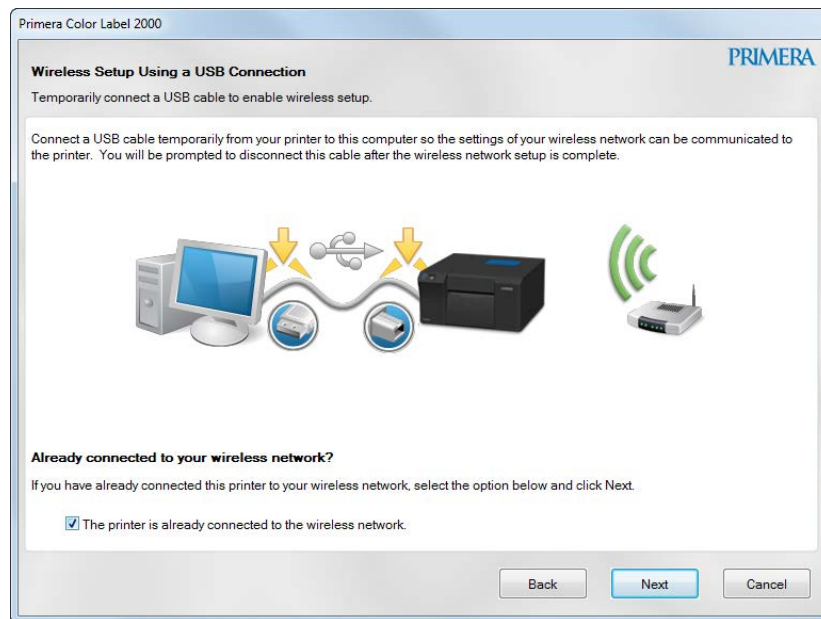 Primera Color Label 2000
PRIMERA
Wireless Setup Using a USB Connection
Temporarily connect a USB cable to enable wireless setup.
Connect a USB cable temporarily from your printer to this computer so the settings of your wireless network can be communicated to
the printer. You will be prompted to disconnect this cable after the wireless network setup is complete.
Already connected to your wireless network?
If you have already connected this printer to your wireless network, select the option below and click Next.
The printer is already connected to the wireless network.
Back
Next
Cancel